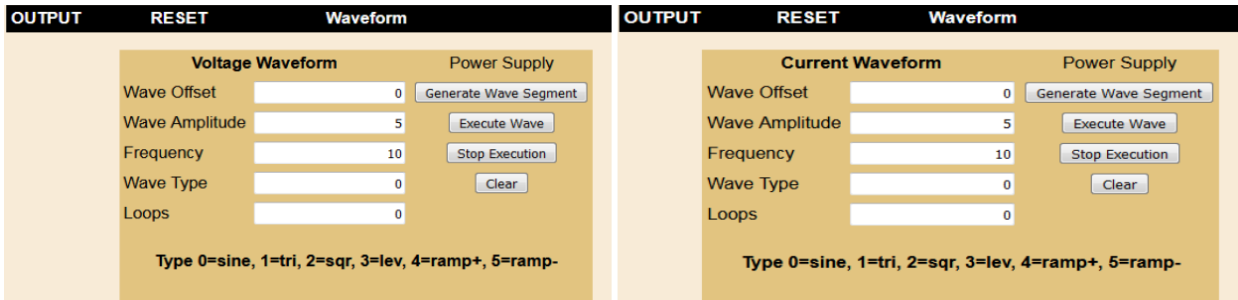 OUTPUT RESET Waveform
Voltage Waveform Power Supply
Wave Offset 0 Generate Wave Segment
Wave Amplitude 5 Execute Wave
Frequency 10 Stop Execution
Wave Type 0 Clear
Loops 0
Type 0=sine, 1=tri, 2=sqr, 3=lev, 4=ramp+, 5=ramp-
OUTPUT RESET Waveform
Current Waveform Power Supply
Wave Offset 0 Generate Wave Segment
Wave Amplitude 5 Execute Wave
Frequency 10 Stop Execution
Wave Type 0 Clear
Loops 0
Type 0=sine, 1=tri, 2=sqr, 3=lev, 4=ramp+, 5=ramp-